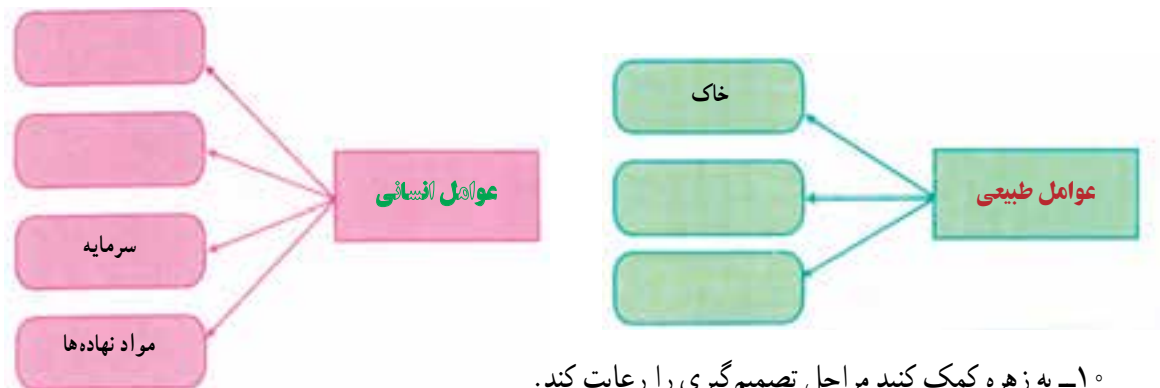 خاک
عوامل طبیعی
عوامل انسانی
سرمایه
مواد نهاده‌ها
۱۰ـ به زهره کمک کنید مراحل تصمیم‌گیری را رعایت کند.